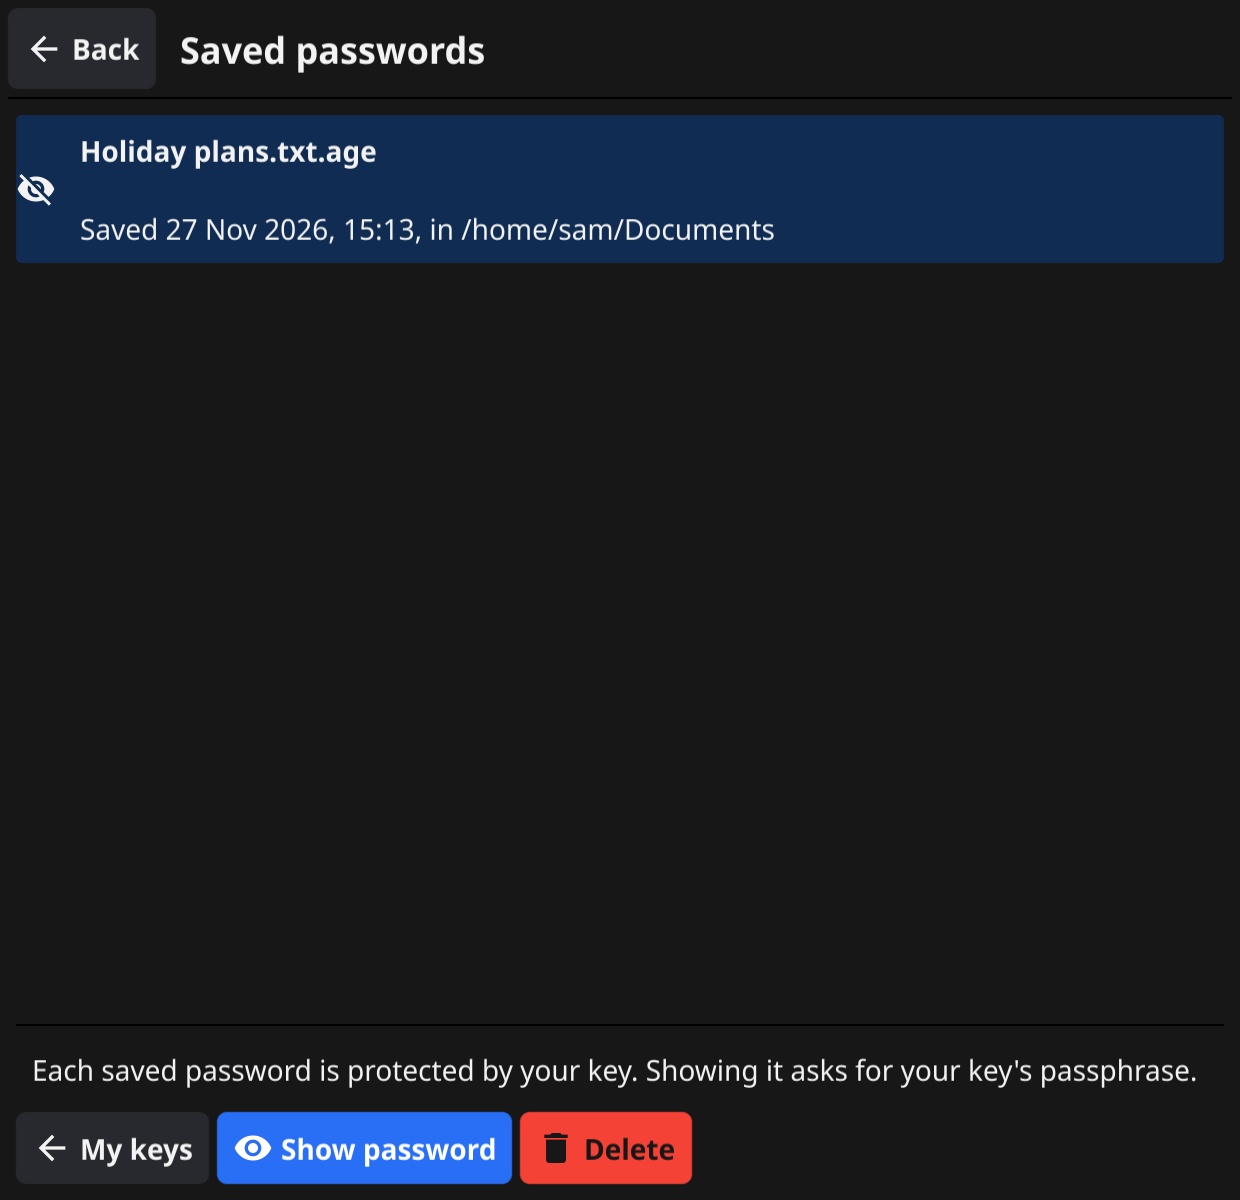 Back
Saved passwords
Holiday plans.txt.age
Saved 27 Nov 2026, 15:13, in /home/sam/Documents
Each saved password is protected by your key. Showing it asks for your key's passphrase.
My keys
Show password
Delete